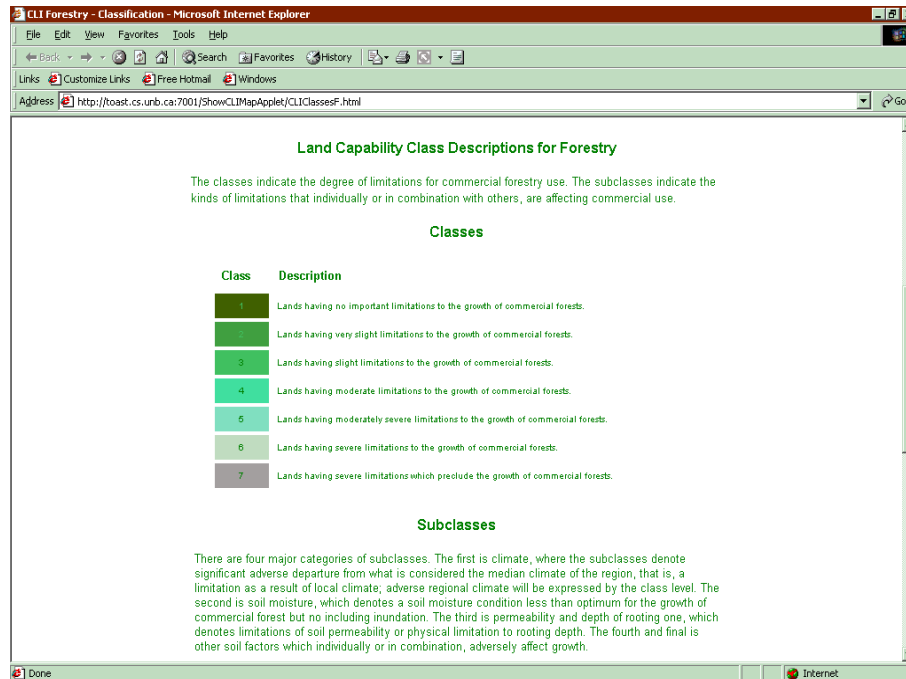 CLI Forestry - Classification - Microsoft Internet Explorer
File Edit View Favorites Tools Help
Back Search Favorites History
Links Customize Links Free Hotmail Windows
Address http://toast.cs.unb.ca:7001/ShowCLIMapApplet/CLIClassesF.html Go
Land Capability Class Descriptions for Forestry
The classes indicate the degree of limitations for commercial forestry use. The subclasses indicate the
kinds of limitations that individually or in combination with others, are affecting commercial use.
Classes
Class Description
1 Lands having no important limitations to the growth of commercial forests.
2 Lands having very slight limitations to the growth of commercial forests.
3 Lands having slight limitations to the growth of commercial forests.
4 Lands having moderate limitations to the growth of commercial forests.
5 Lands having moderately severe limitations to the growth of commercial forests.
6 Lands having severe limitations to the growth of commercial forests.
7 Lands having severe limitations which preclude the growth of commercial forests.
Subclasses
There are four major categories of subclasses. The first is climate, where the subclasses denote
significant adverse departure from what is considered the median climate of the region, that is, a
limitation as a result of local climate; adverse regional climate will be expressed by the class level. The
second is soil moisture, which denotes a soil moisture condition less than optimum for the growth of
commercial forest but no including inundation. The third is permeability and depth of rooting one, which
denotes limitations of soil permeability or physical limitation to rooting depth. The fourth and final is
other soil factors which individually or in combination, adversely affect growth.
Done Internet